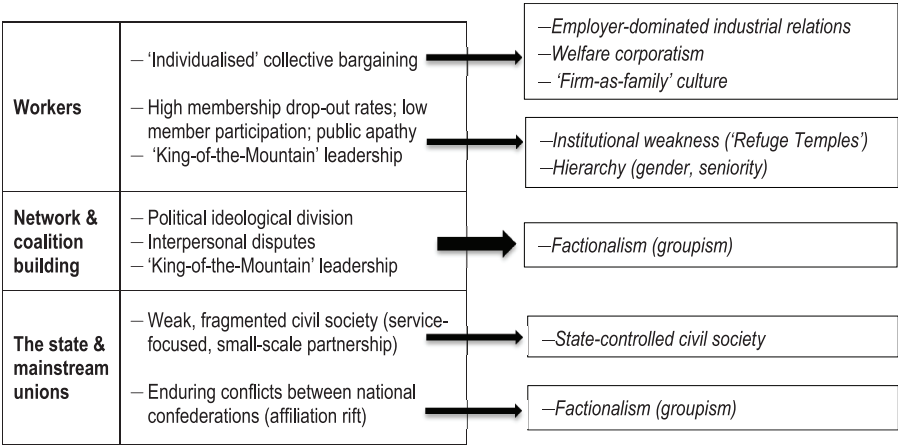 Workers
– 'Individualised' collective bargaining
– High membership drop-out rates; low
member participation; public apathy
– 'King-of-the-Mountain' leadership
–Employer-dominated industrial relations
–Welfare corporatism
–'Firm-as-family' culture
–Institutional weakness ('Refuge Temples')
–Hierarchy (gender, seniority)
Network &
coalition
building
– Political ideological division
– Interpersonal disputes
– 'King-of-the-Mountain' leadership
–Factionalism (groupism)
The state &
mainstream
unions
– Weak, fragmented civil society (service-
focused, small-scale partnership)
– Enduring conflicts between national
confederations (affiliation rift)
–State-controlled civil society
–Factionalism (groupism)